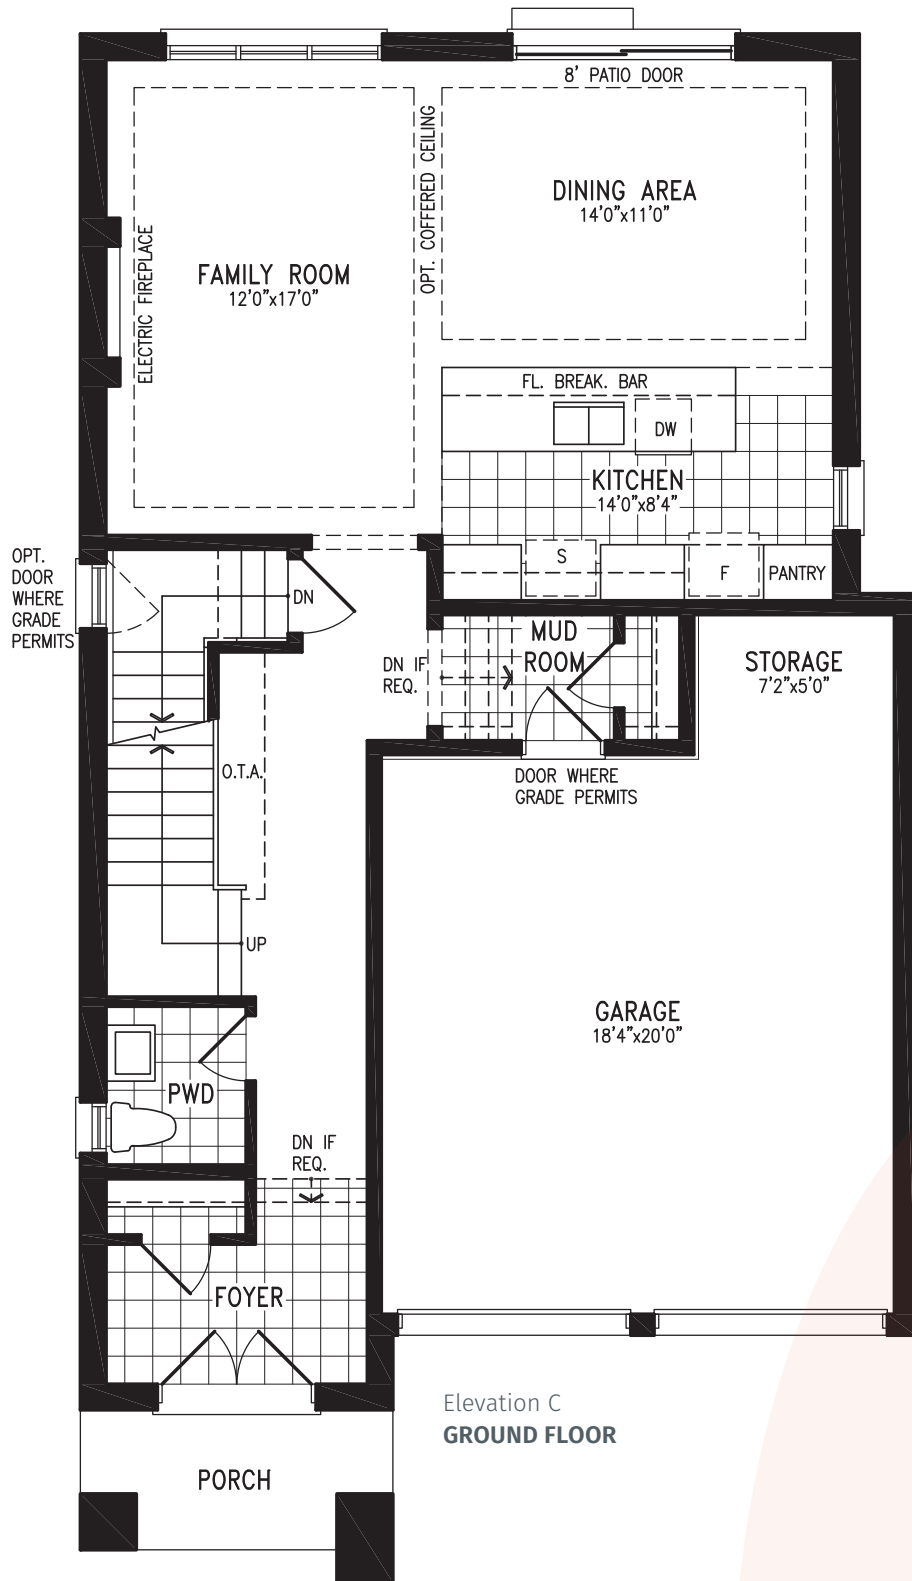 8' PATIO DOOR
OPT. COFFERED CEILING
DINING AREA
14'0"x11'0"
ELECTRIC FIREPLACE
FAMILY ROOM
12'0"x17'0"
FL. BREAK. BAR
DW
KITCHEN
14'0"x8'4"
OPT.
DOOR
WHERE
GRADE
PERMITS
S
F
PANTRY
DN
MUD
ROOM
DN IF
REQ.
STORAGE
7'2"x5'0"
O.T.A.
DOOR WHERE
GRADE PERMITS
UP
GARAGE
18'4"x20'0"
PWD
DN IF
REQ.
FOYER
Elevation C
GROUND FLOOR
PORCH